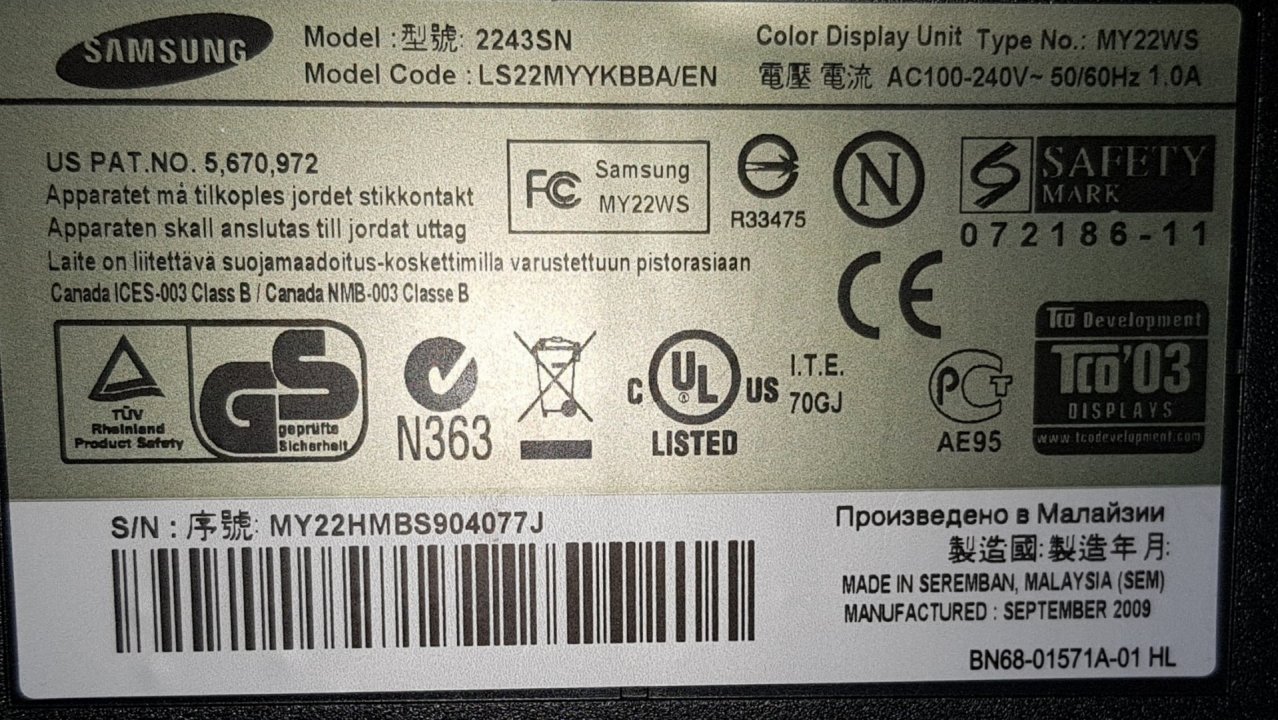 SAMSUNG
Model :型號: 2243SN
Model Code : LS22MYYKBBA/EN
Color Display Unit Type No.: MY22WS
電壓 電流 AC100-240V~ 50/60Hz 1.0A
US PAT.NO. 5,670,972
Apparatet må tilkoples jordet stikkontakt
Apparaten skall anslutas till jordat uttag
Laite on liitettävä suojamaadoitus-koskettimilla varustettuun pistorasiaan
Canada ICES-003 Class B / Canada NMB-003 Classe B
FC
Samsung
MY22WS
R33475
N
S SAFETY
MARK
072186-11
CE
TÜV
Rheinland
Product Safety
GS
geprüfte
Sicherheit
N363
C UL US
LISTED
I.T.E.
70GJ
PCT
AE95
TCO Development
TCO'03
DISPLAYS
www.tcodevelopment.com
S/N : 序號: MY22HMBS904077J
Произведено в Малайзии
製造國: 製造年月:
MADE IN SEREMBAN, MALAYSIA (SEM)
MANUFACTURED : SEPTEMBER 2009
BN68-01571A-01 HL